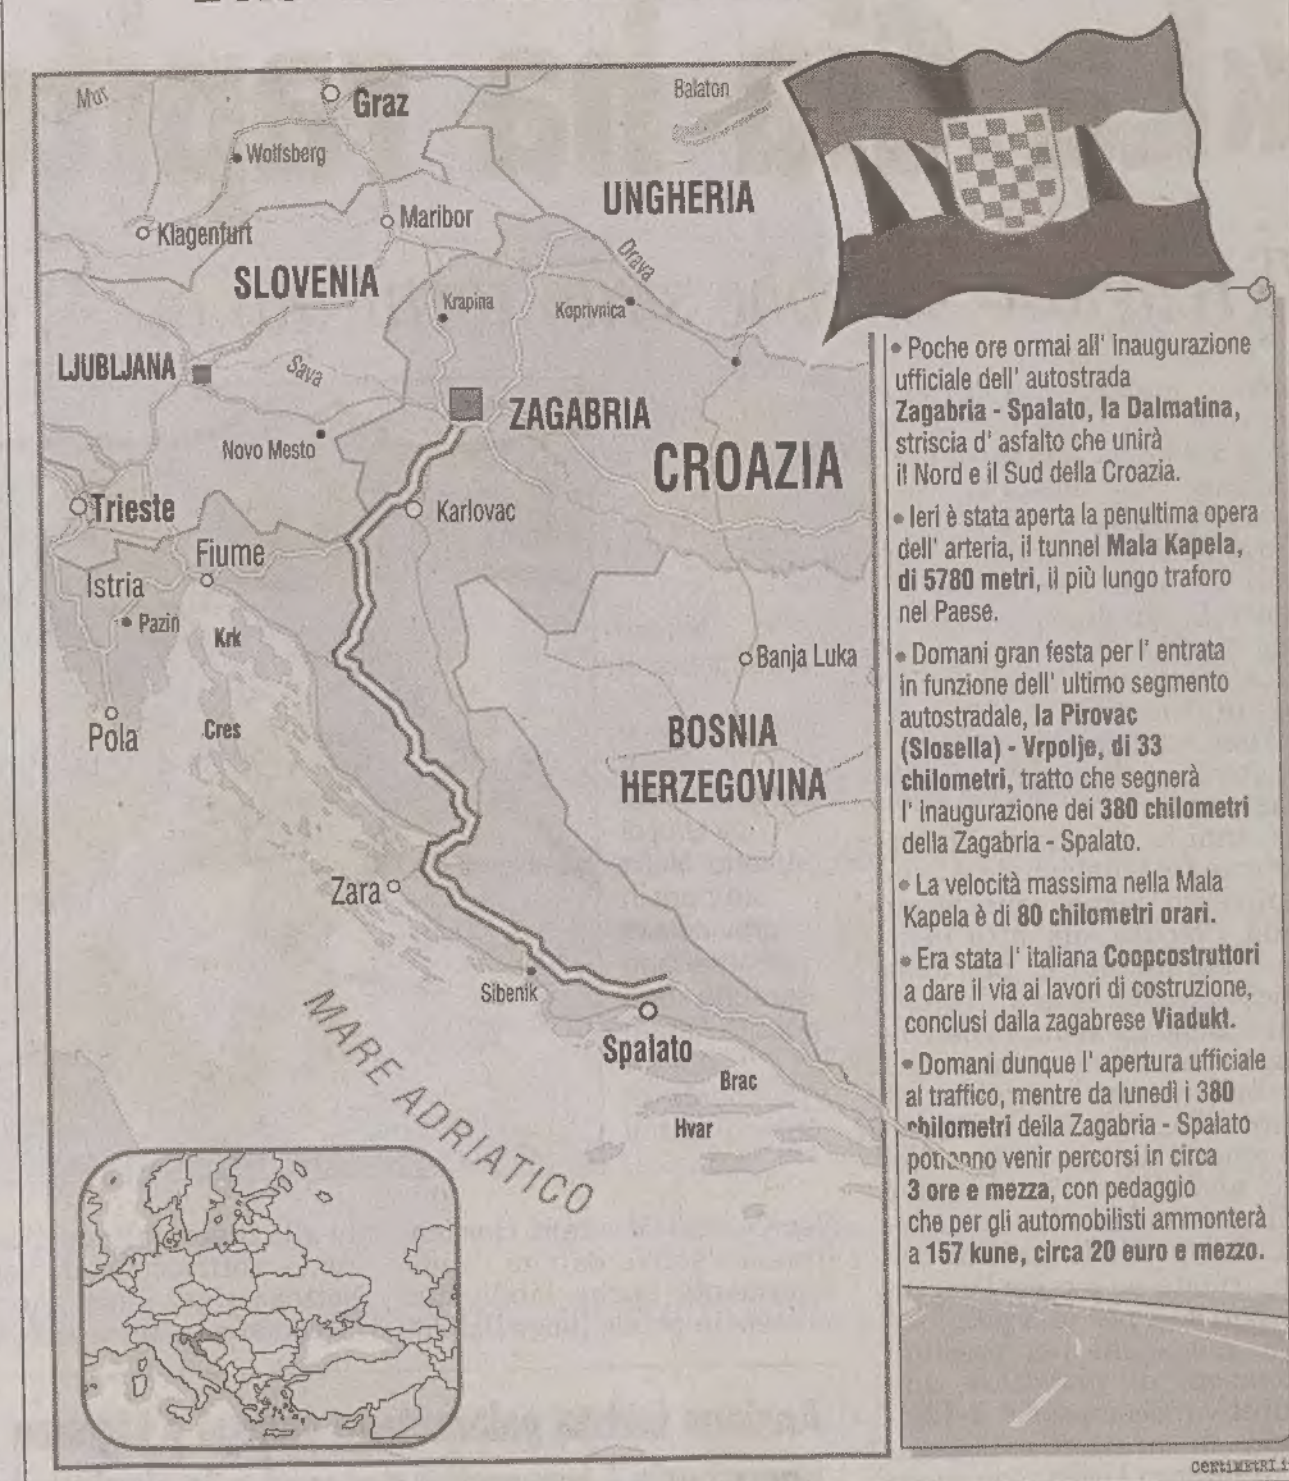 Mur
Graz
Balaton
Wolfsberg
UNGHERIA
Maribor
Klagenfurt
Drava
SLOVENIA
Krapina
Koprivnica
LJUBLJANA
Sava
ZAGABRIA
Novo Mesto
CROAZIA
Trieste
Karlovac
Fiume
Istria
Pazin
Krk
Banja Luka
Pola
Cres
BOSNIA
HERZEGOVINA
Zara
Sibenik
MARE ADRIATICO
Spalato
Brac
Hvar
• Poche ore ormai all' inaugurazione
ufficiale dell' autostrada
Zagabria - Spalato, la Dalmatina,
striscia d' asfalto che unirà
il Nord e il Sud della Croazia.
• Ieri è stata aperta la penultima opera
dell' arteria, il tunnel Mala Kapela,
di 5780 metri, il più lungo traforo
nel Paese.
• Domani gran festa per l' entrata
in funzione dell' ultimo segmento
autostradale, la Pirovac
(Slosella) - Vrpolje, di 33
chilometri, tratto che segnerà
l' inaugurazione dei 380 chilometri
della Zagabria - Spalato.
• La velocità massima nella Mala
Kapela è di 80 chilometri orari.
• Era stata l' italiana Coopcostruttori
a dare il via ai lavori di costruzione,
conclusi dalla zagabrese Viadukt.
• Domani dunque l' apertura ufficiale
al traffico, mentre da lunedì i 380
chilometri della Zagabria - Spalato
potranno venir percorsi in circa
3 ore e mezza, con pedaggio
che per gli automobilisti ammonterà
a 157 kune, circa 20 euro e mezzo.